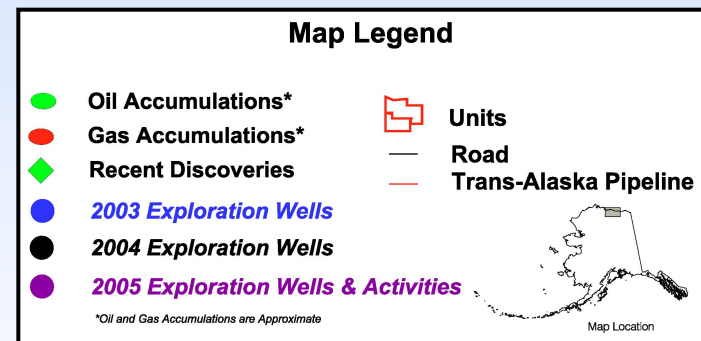 Map Legend
Oil Accumulations*
Gas Accumulations*
Recent Discoveries
2003 Exploration Wells
2004 Exploration Wells
2005 Exploration Wells & Activities
*Oil and Gas Accumulations are Approximate
Units
Road
Trans-Alaska Pipeline
Map Location